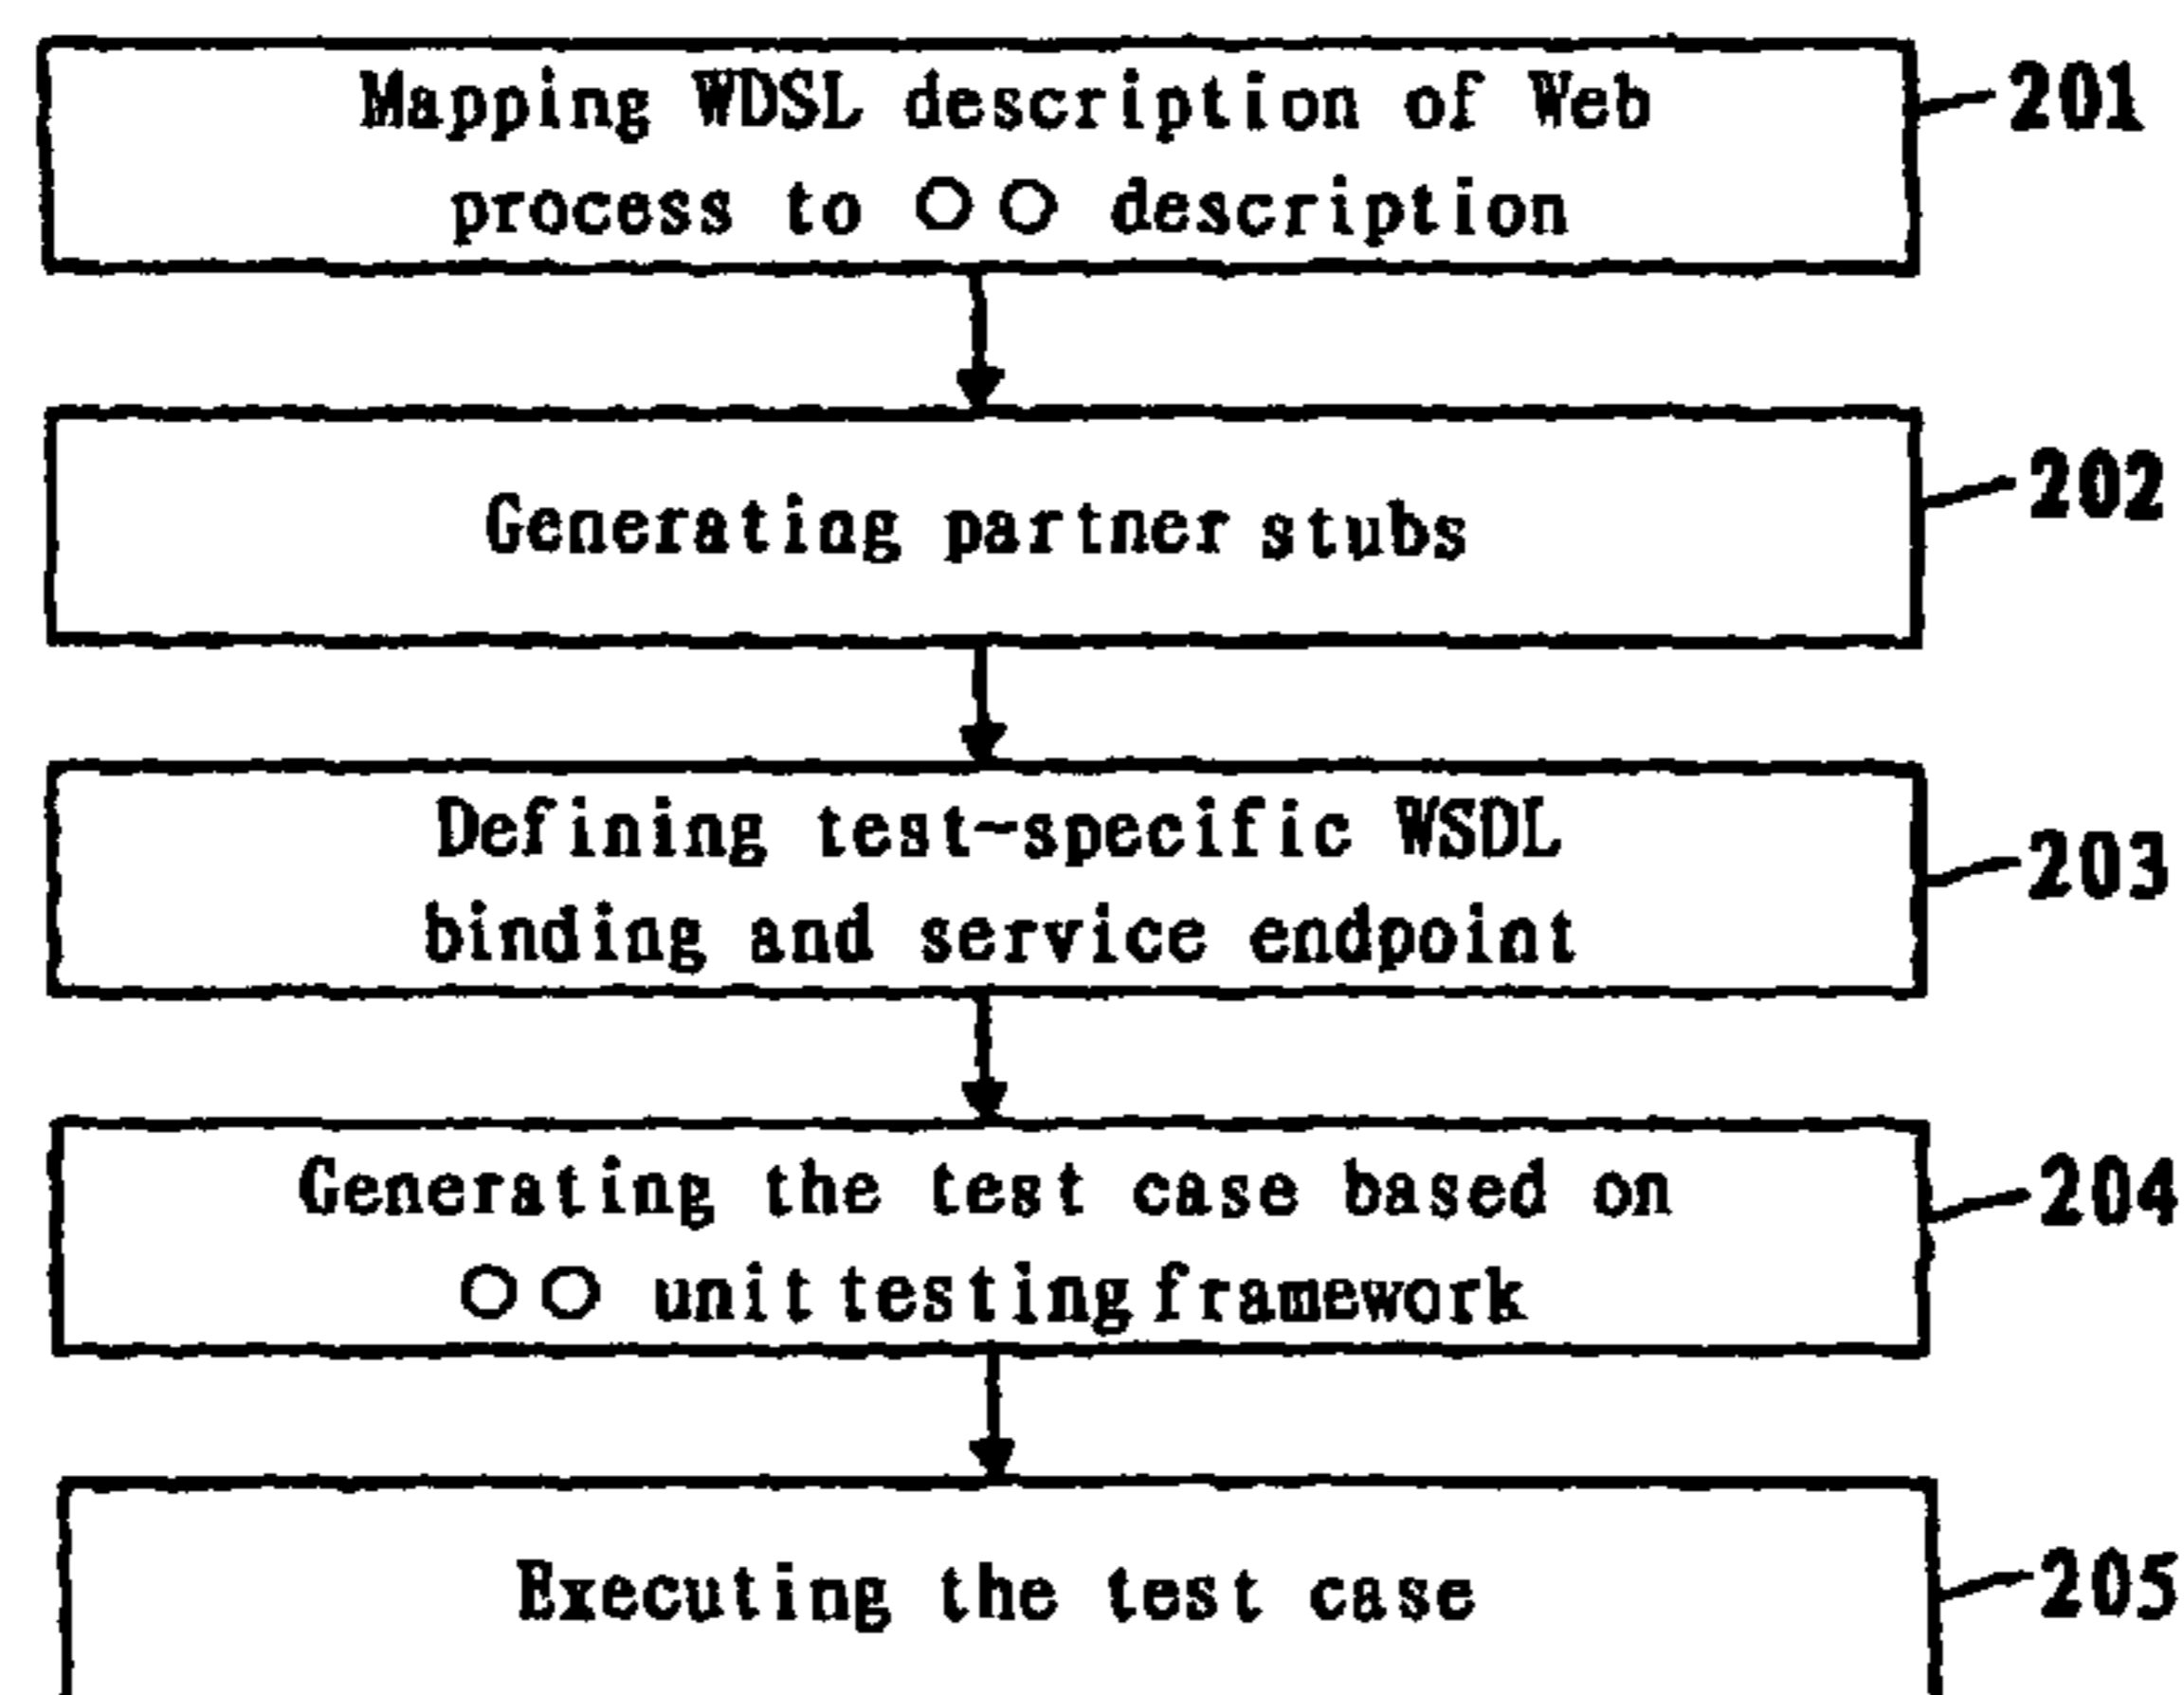 Mapping WDSL description of Web
process to OO description
201
Generating partner stubs
202
Defining test-specific WSDL
binding and service endpoint
203
Generating the test case based on
OO unit testing framework
204
Executing the test case
205